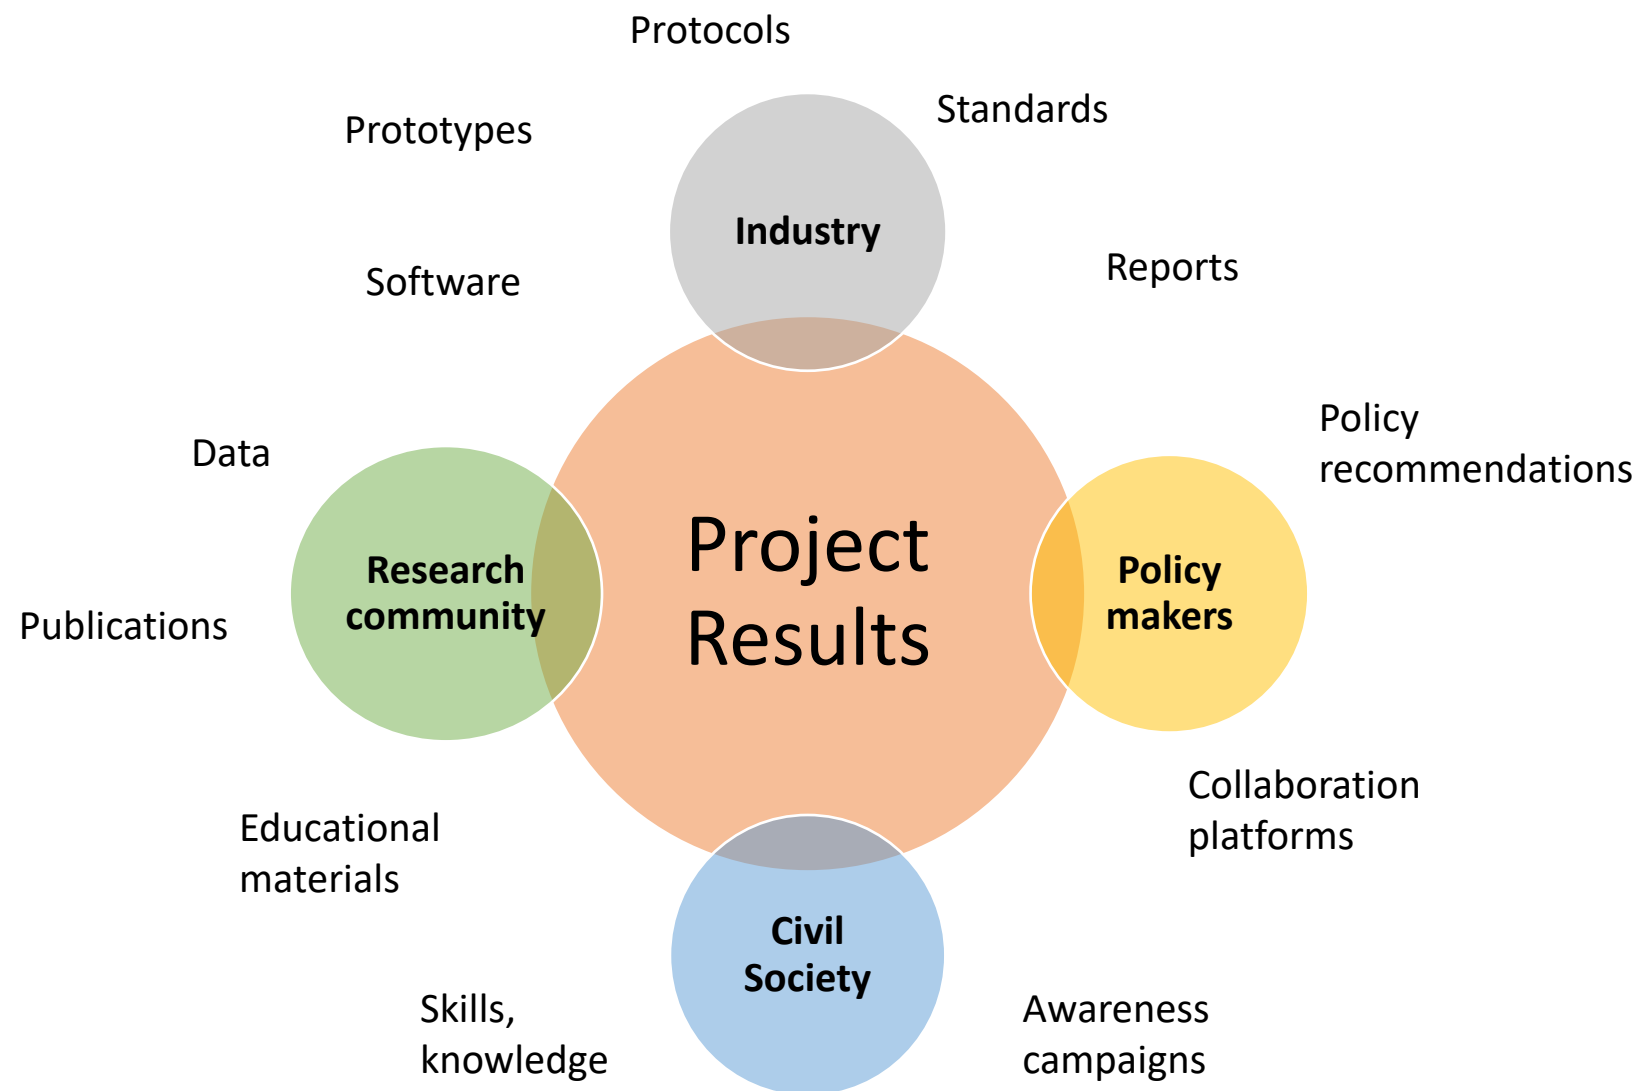 Protocols
Standards
Prototypes
Industry
Reports
Software
Policy
recommendations
Data
Project
Results
Research
community
Policy
makers
Publications
Collaboration
platforms
Educational
materials
Civil
Society
Skills,
knowledge
Awareness
campaigns